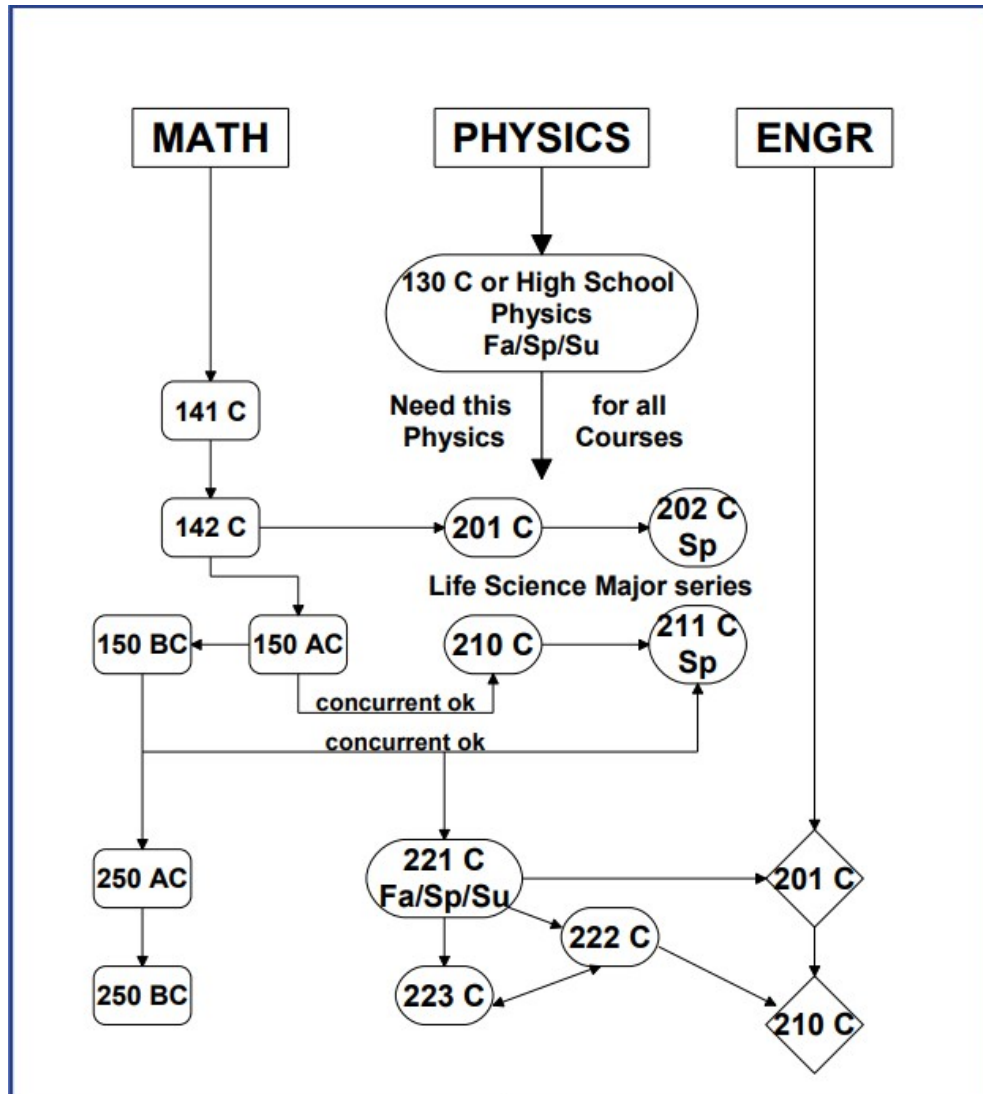 MATH
PHYSICS
ENGR
130 C or High School
Physics
Fa/Sp/Su
Need this
Physics
for all
Courses
141 C
142 C
201 C
202 C
Sp
Life Science Major series
150 BC
150 AC
210 C
211 C
Sp
concurrent ok
concurrent ok
250 AC
221 C
Fa/Sp/Su
201 C
222 C
250 BC
223 C
210 C